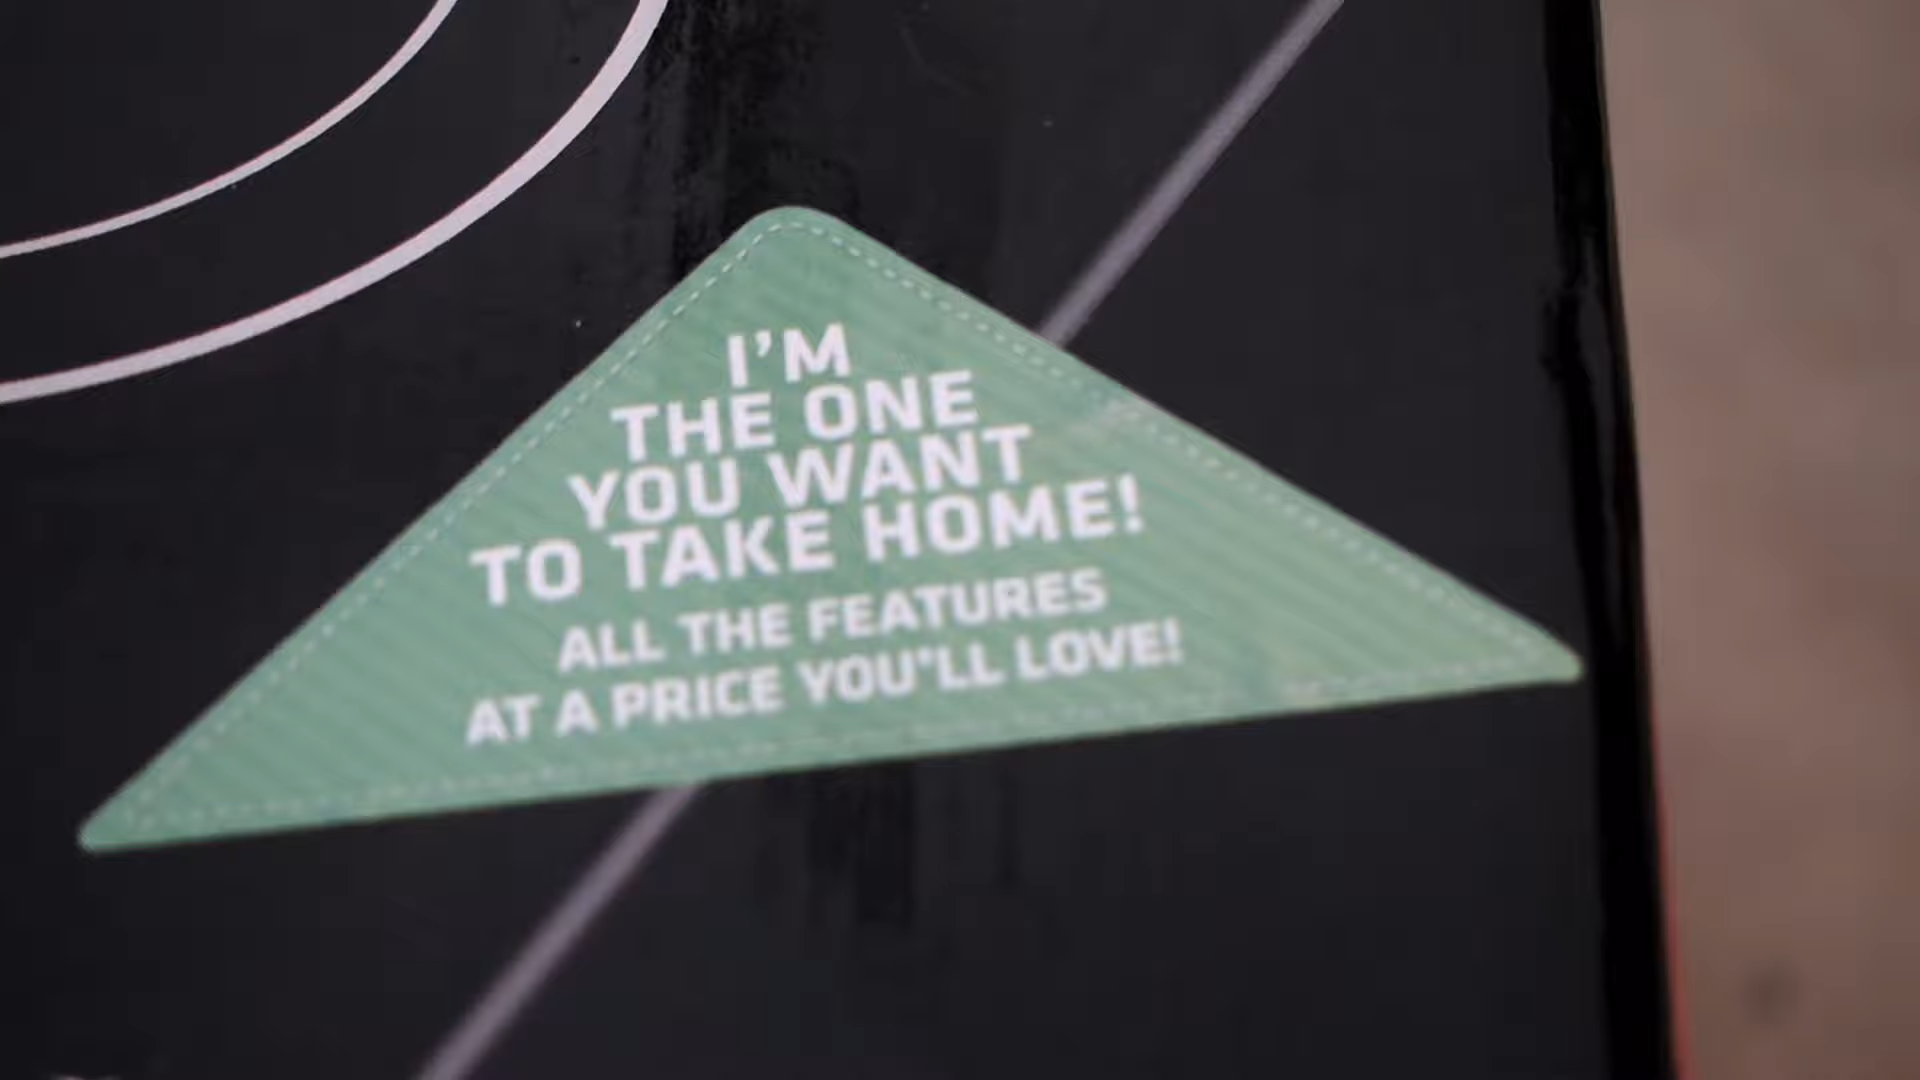 I'M
THE ONE
YOU WANT
TO TAKE HOME!
ALL THE FEATURES
AT A PRICE YOU'LL LOVE!